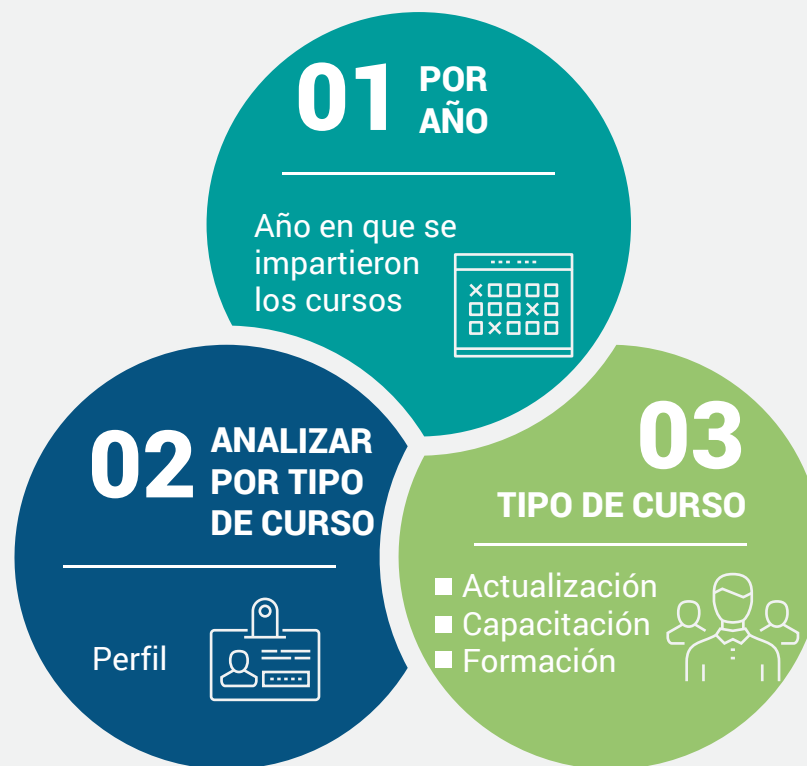 01 POR
AÑO
Año en que se
impartieron
los cursos
02 ANALIZAR
POR TIPO
DE CURSO
Perfil
03
TIPO DE CURSO
Actualización
Capacitación
Formación